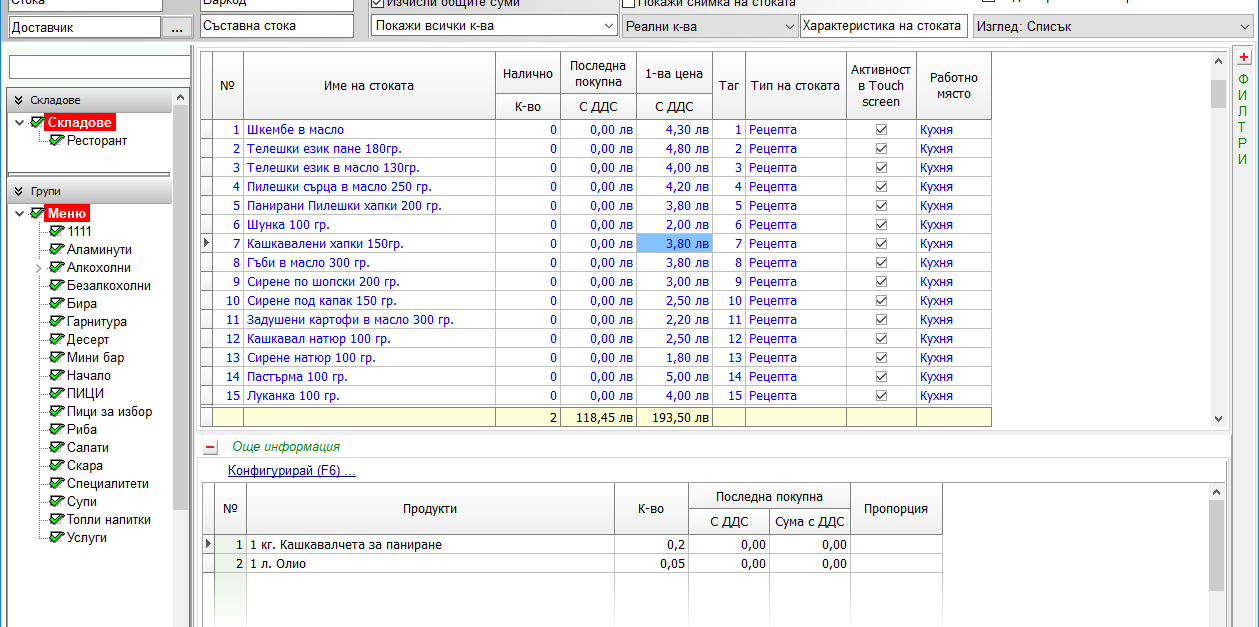 Стока
Баркод
Изчисли общите суми
Покажи снимка на стоката
Доставчик
...
Съставна стока
Покажи всички к-ва
Реални к-ва
Характеристика на стоката
Изглед: Списък
Складове
Складове
Ресторант
Групи
Меню
1111
Аламинути
Алкохолни
Безалкохолни
Бира
Гарнитура
Десерт
Мини бар
Начало
ПИЦИ
Пици за избор
Риба
Салати
Скара
Специалитети
Супи
Топли напитки
Услуги
№ Име на стоката Налично К-во Последна покупна С ДДС 1-ва цена С ДДС Таг Тип на стоката Активност в Touch screen Работно място
1 Шкембе в масло 0 0,00 лв 4,30 лв 1 Рецепта Кухня
2 Телешки език пане 180гр. 0 0,00 лв 4,80 лв 2 Рецепта Кухня
3 Телешки език в масло 130гр. 0 0,00 лв 4,00 лв 3 Рецепта Кухня
4 Пилешки сърца в масло 250 гр. 0 0,00 лв 4,20 лв 4 Рецепта Кухня
5 Панирани Пилешки хапки 200 гр. 0 0,00 лв 3,80 лв 5 Рецепта Кухня
6 Шунка 100 гр. 0 0,00 лв 2,00 лв 6 Рецепта Кухня
7 Кашкавалени хапки 150гр. 0 0,00 лв 3,80 лв 7 Рецепта Кухня
8 Гъби в масло 300 гр. 0 0,00 лв 3,80 лв 8 Рецепта Кухня
9 Сирене по шопски 200 гр. 0 0,00 лв 3,00 лв 9 Рецепта Кухня
10 Сирене под капак 150 гр. 0 0,00 лв 2,50 лв 10 Рецепта Кухня
11 Задушени картофи в масло 300 гр. 0 0,00 лв 2,20 лв 11 Рецепта Кухня
12 Кашкавал натюр 100 гр. 0 0,00 лв 2,50 лв 12 Рецепта Кухня
13 Сирене натюр 100 гр. 0 0,00 лв 1,80 лв 13 Рецепта Кухня
14 Пастърма 100 гр. 0 0,00 лв 5,00 лв 14 Рецепта Кухня
15 Луканка 100 гр. 0 0,00 лв 4,00 лв 15 Рецепта Кухня
2 118,45 лв 193,50 лв
Още информация
Конфигурирай (F6) ...
№ Продукти К-во Последна покупна С ДДС Сума с ДДС Пропорция
1 1 кг. Кашкавалчета за паниране 0,2 0,00 0,00
2 1 л. Олио 0,05 0,00 0,00
ФИЛТРИ